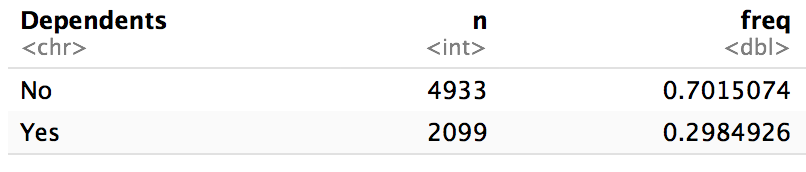 Dependents n freq
<chr> <int> <dbl>
No 4933 0.7015074
Yes 2099 0.2984926